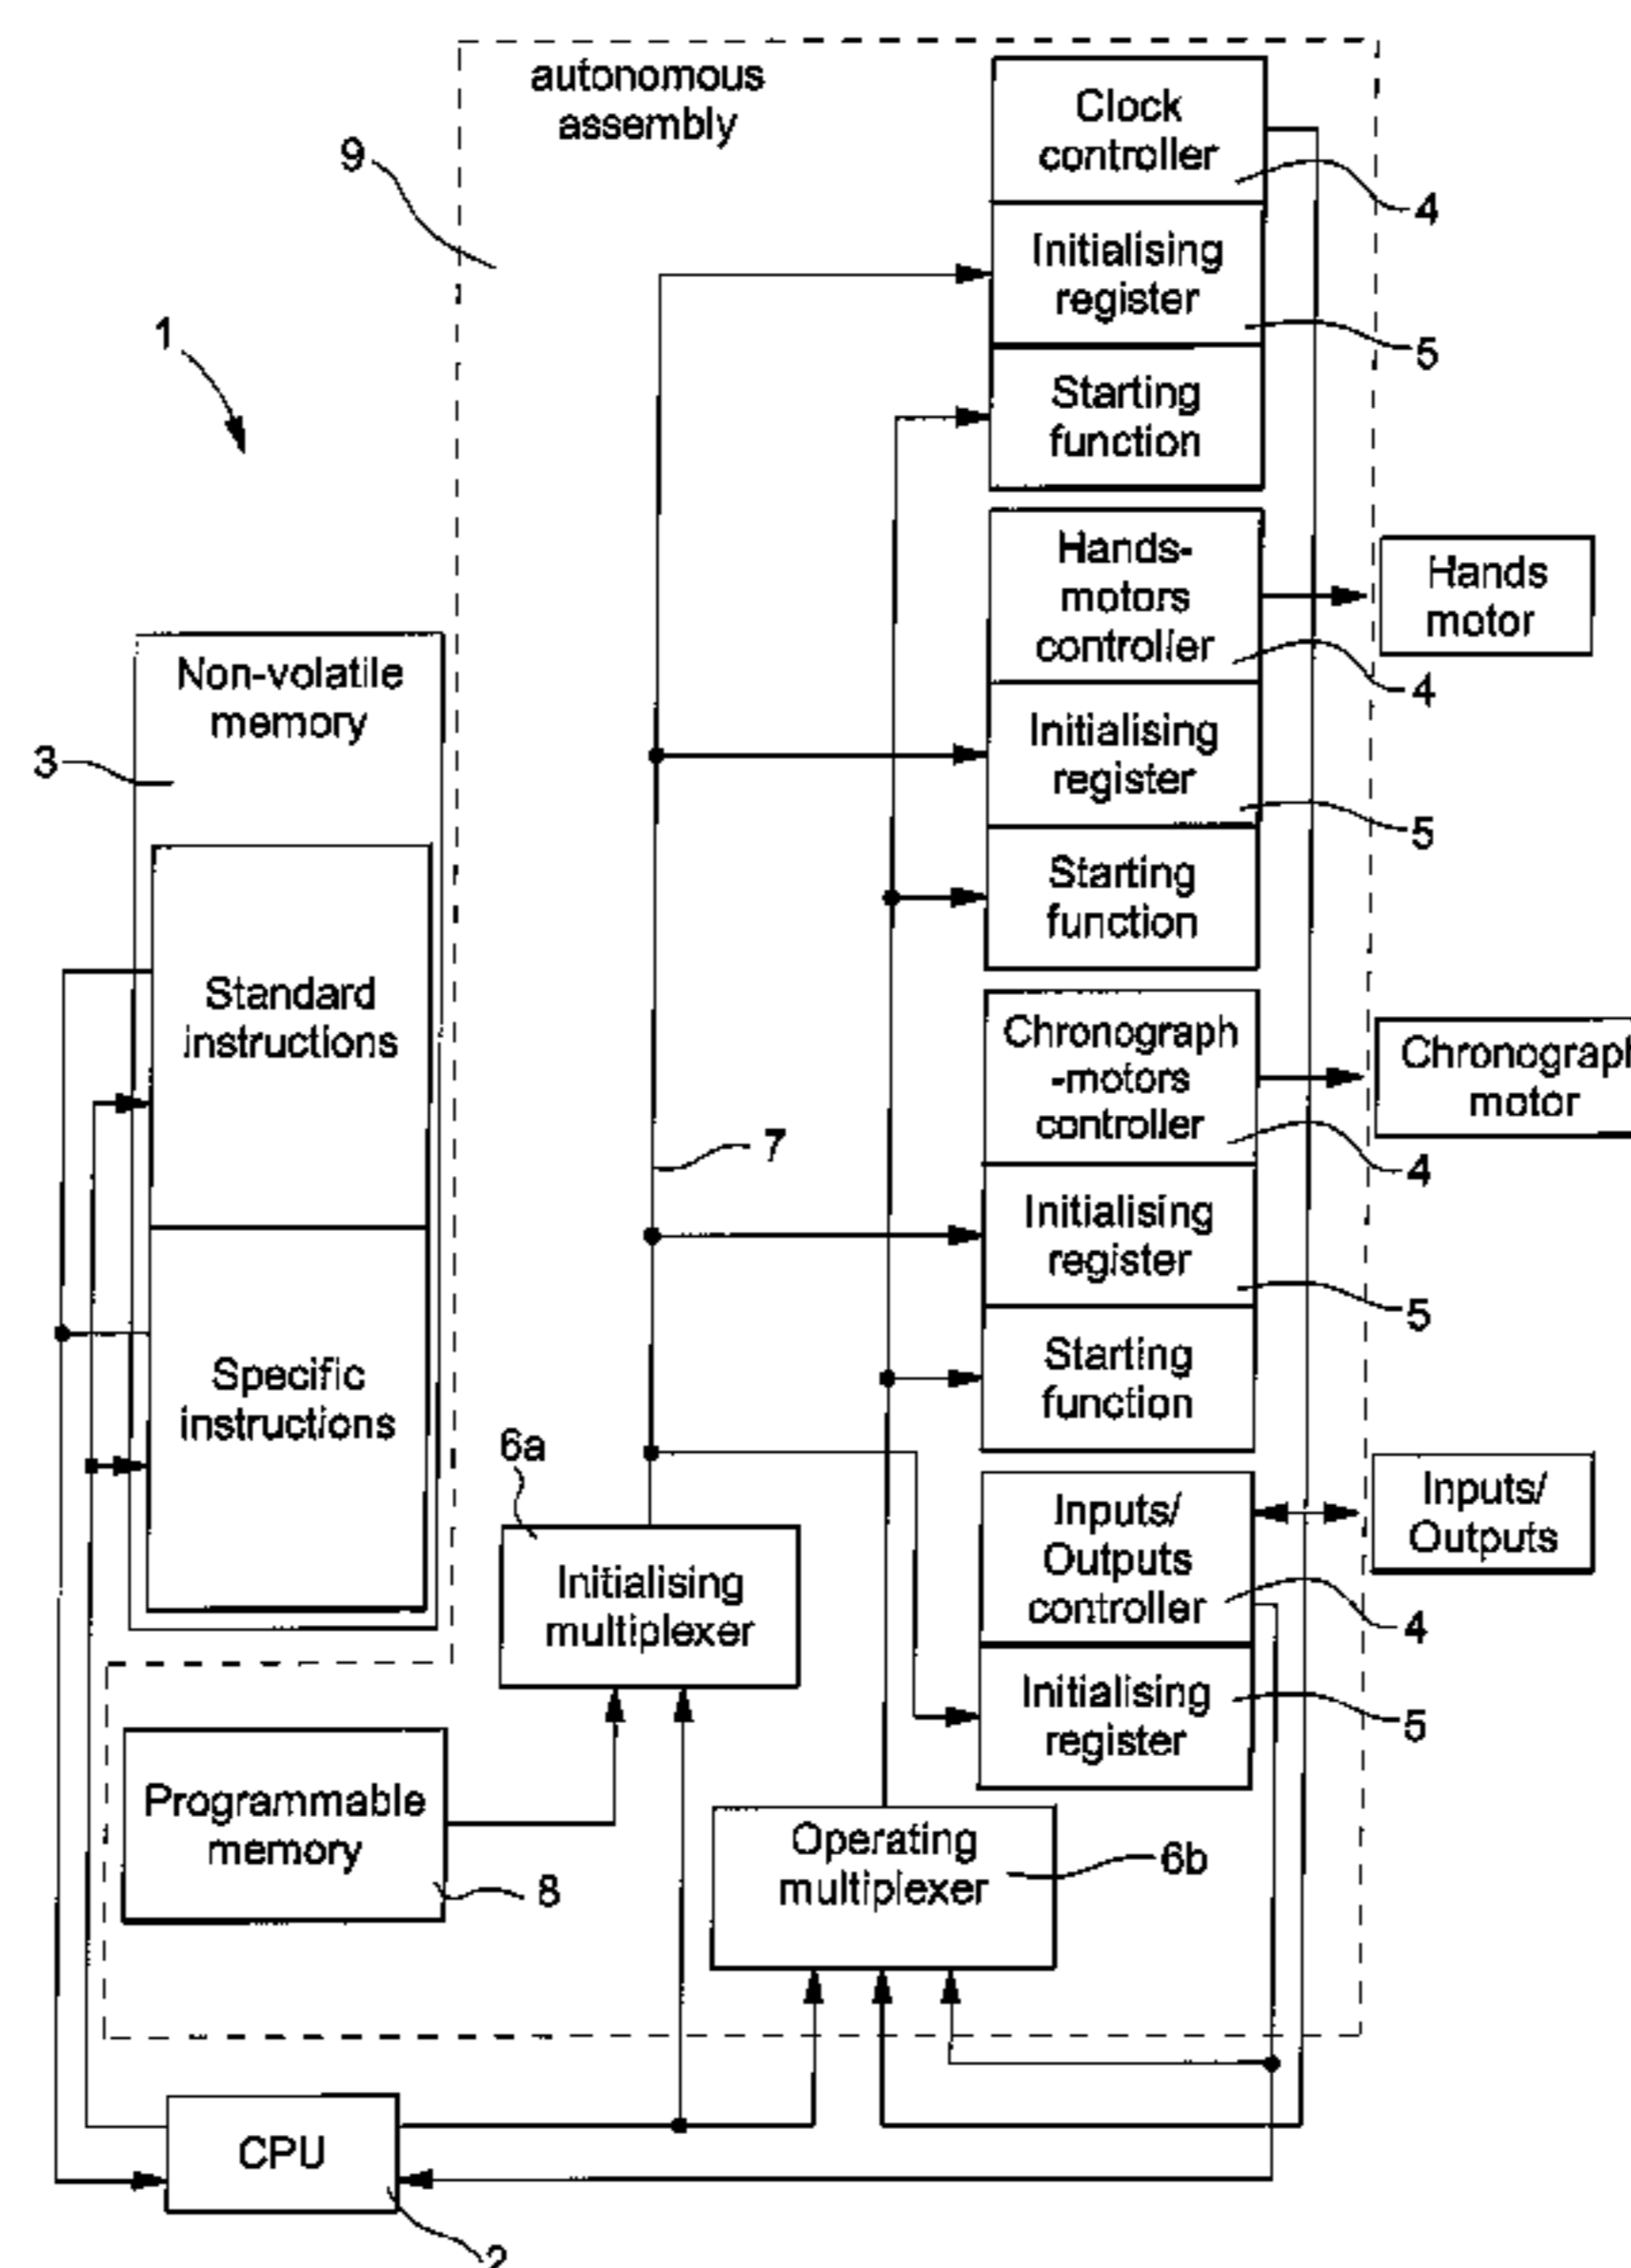 autonomous
assembly
9
1
Clock
controller
4
Initialising
register
5
Starting
function
Hands-
motors
controller
4
Initialising
register
5
Starting
function
Hands
motor
Non-volatile
memory
3
Standard
instructions
Specific
instructions
Chronograph
-motors
controller
4
Initialising
register
5
Starting
function
Chronograph
motor
7
6a
Initialising
multiplexer
Inputs/
Outputs
controller
4
Initialising
register
5
Inputs/
Outputs
Programmable
memory
8
Operating
multiplexer
6b
CPU
2